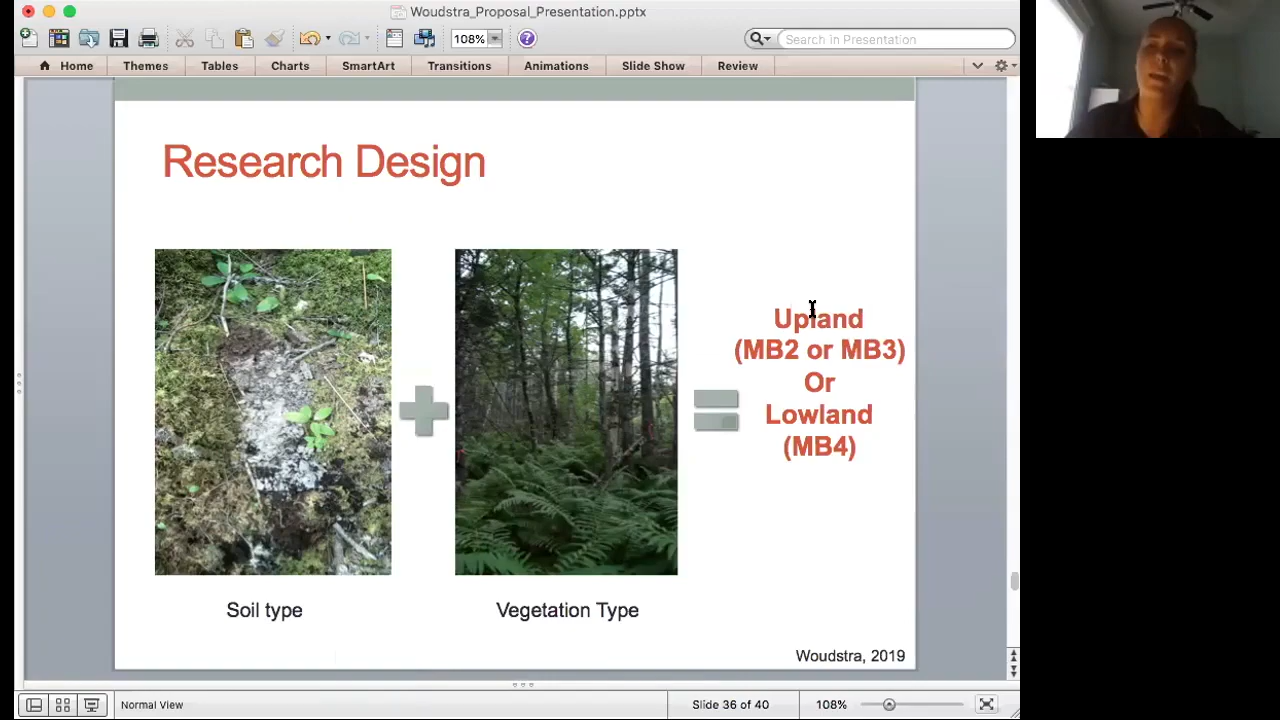 Woudstra_Proposal_Presentation.pptx
108%
Search in Presentation
Home Themes Tables Charts SmartArt Transitions Animations Slide Show Review
Research Design
Upland
(MB2 or MB3)
Or
Lowland
(MB4)
Soil type
Vegetation Type
Woudstra, 2019
Normal View
Slide 36 of 40
108%